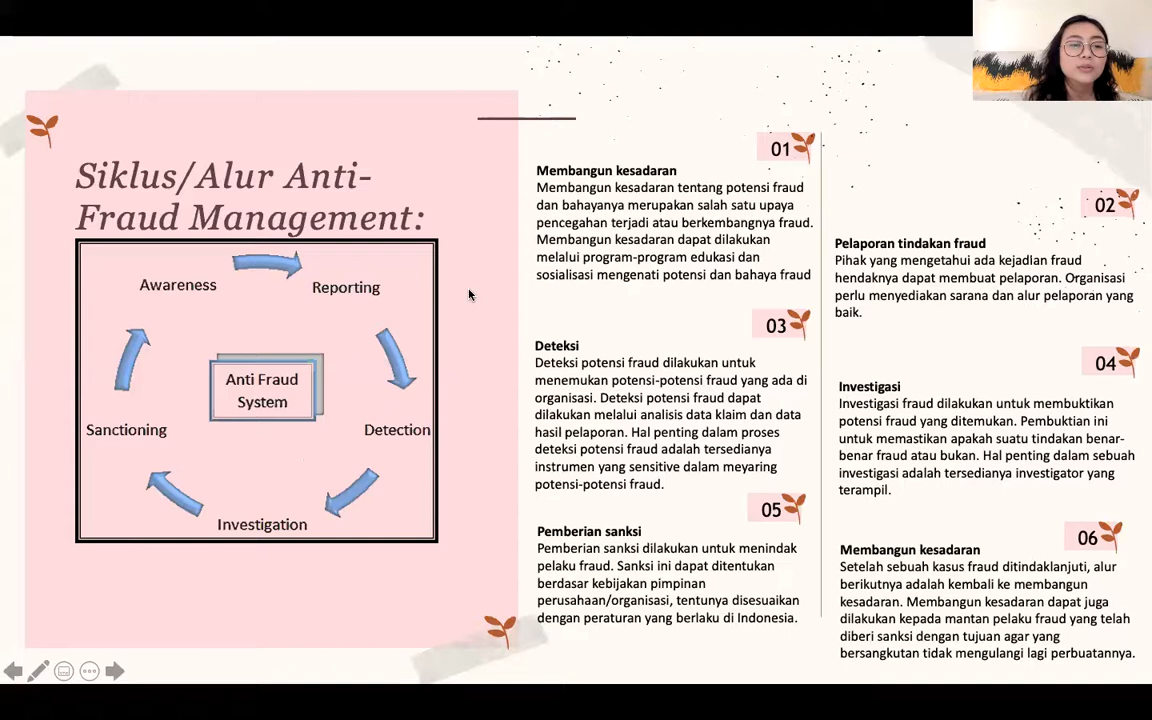 Siklus/Alur Anti-
Fraud Management:
Awareness
Reporting
Anti Fraud
System
Sanctioning
Detection
Investigation
01
Membangun kesadaran
Membangun kesadaran tentang potensi fraud
dan bahayanya merupakan salah satu upaya
pencegahan terjadi atau berkembangnya fraud.
Membangun kesadaran dapat dilakukan
melalui program-program edukasi dan
sosialisasi mengenati potensi dan bahaya fraud
02
Pelaporan tindakan fraud
Pihak yang mengetahui ada kejadian fraud
hendaknya dapat membuat pelaporan. Organisasi
perlu menyediakan sarana dan alur pelaporan yang
baik.
03
Deteksi
Deteksi potensi fraud dilakukan untuk
menemukan potensi-potensi fraud yang ada di
organisasi. Deteksi potensi fraud dapat
dilakukan melalui analisis data klaim dan data
hasil pelaporan. Hal penting dalam proses
deteksi potensi fraud adalah tersedianya
instrumen yang sensitive dalam meyaring
potensi-potensi fraud.
04
Investigasi
Investigasi fraud dilakukan untuk membuktikan
potensi fraud yang ditemukan. Pembuktian ini
untuk memastikan apakah suatu tindakan benar-
benar fraud atau bukan. Hal penting dalam sebuah
investigasi adalah tersedianya investigator yang
terampil.
05
Pemberian sanksi
Pemberian sanksi dilakukan untuk menindak
pelaku fraud. Sanksi ini dapat ditentukan
berdasar kebijakan pimpinan
perusahaan/organisasi, tentunya disesuaikan
dengan peraturan yang berlaku di Indonesia.
06
Membangun kesadaran
Setelah sebuah kasus fraud ditindaklanjuti, alur
berikutnya adalah kembali ke membangun
kesadaran. Membangun kesadaran dapat juga
dilakukan kepada mantan pelaku fraud yang telah
diberi sanksi dengan tujuan agar yang
bersangkutan tidak mengulangi lagi perbuatannya.